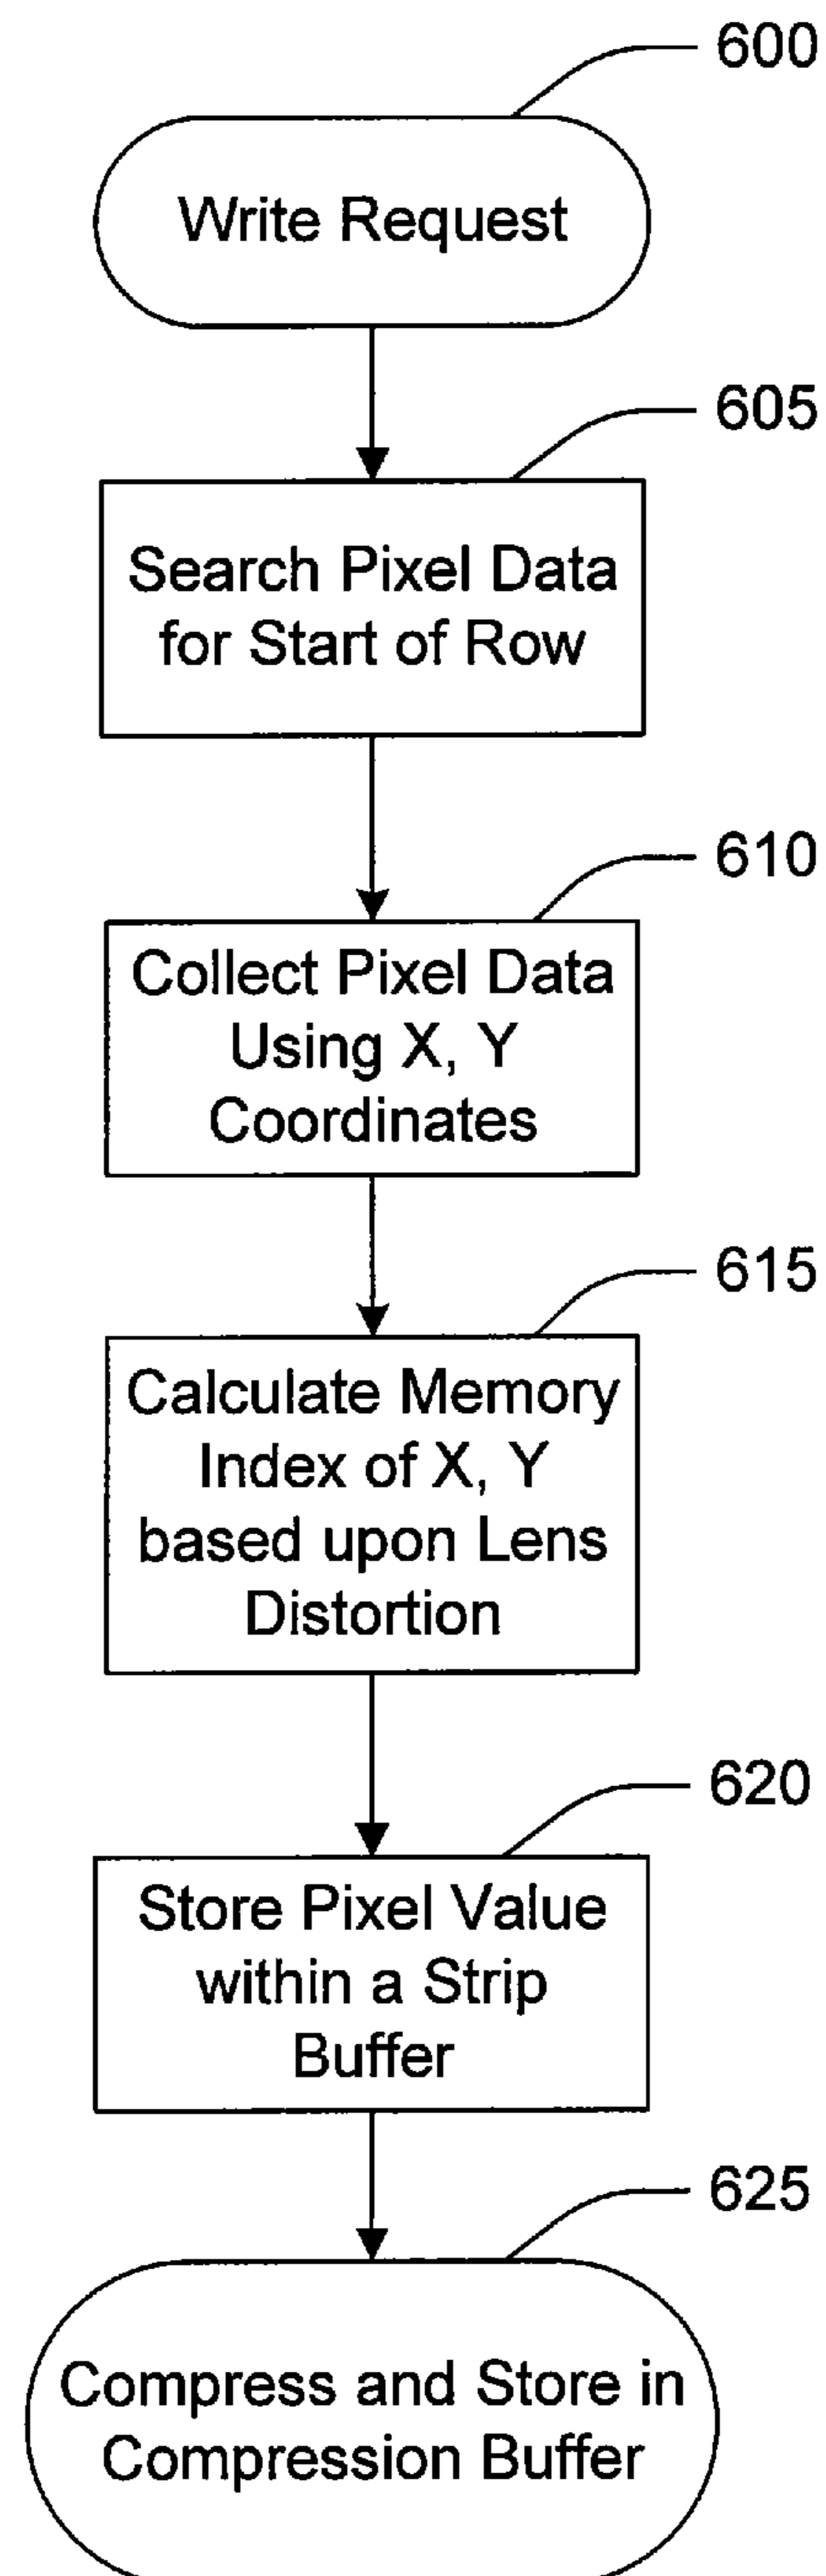 600
Write Request
605
Search Pixel Data
for Start of Row
610
Collect Pixel Data
Using X, Y
Coordinates
615
Calculate Memory
Index of X, Y
based upon Lens
Distortion
620
Store Pixel Value
within a Strip
Buffer
625
Compress and Store in
Compression Buffer